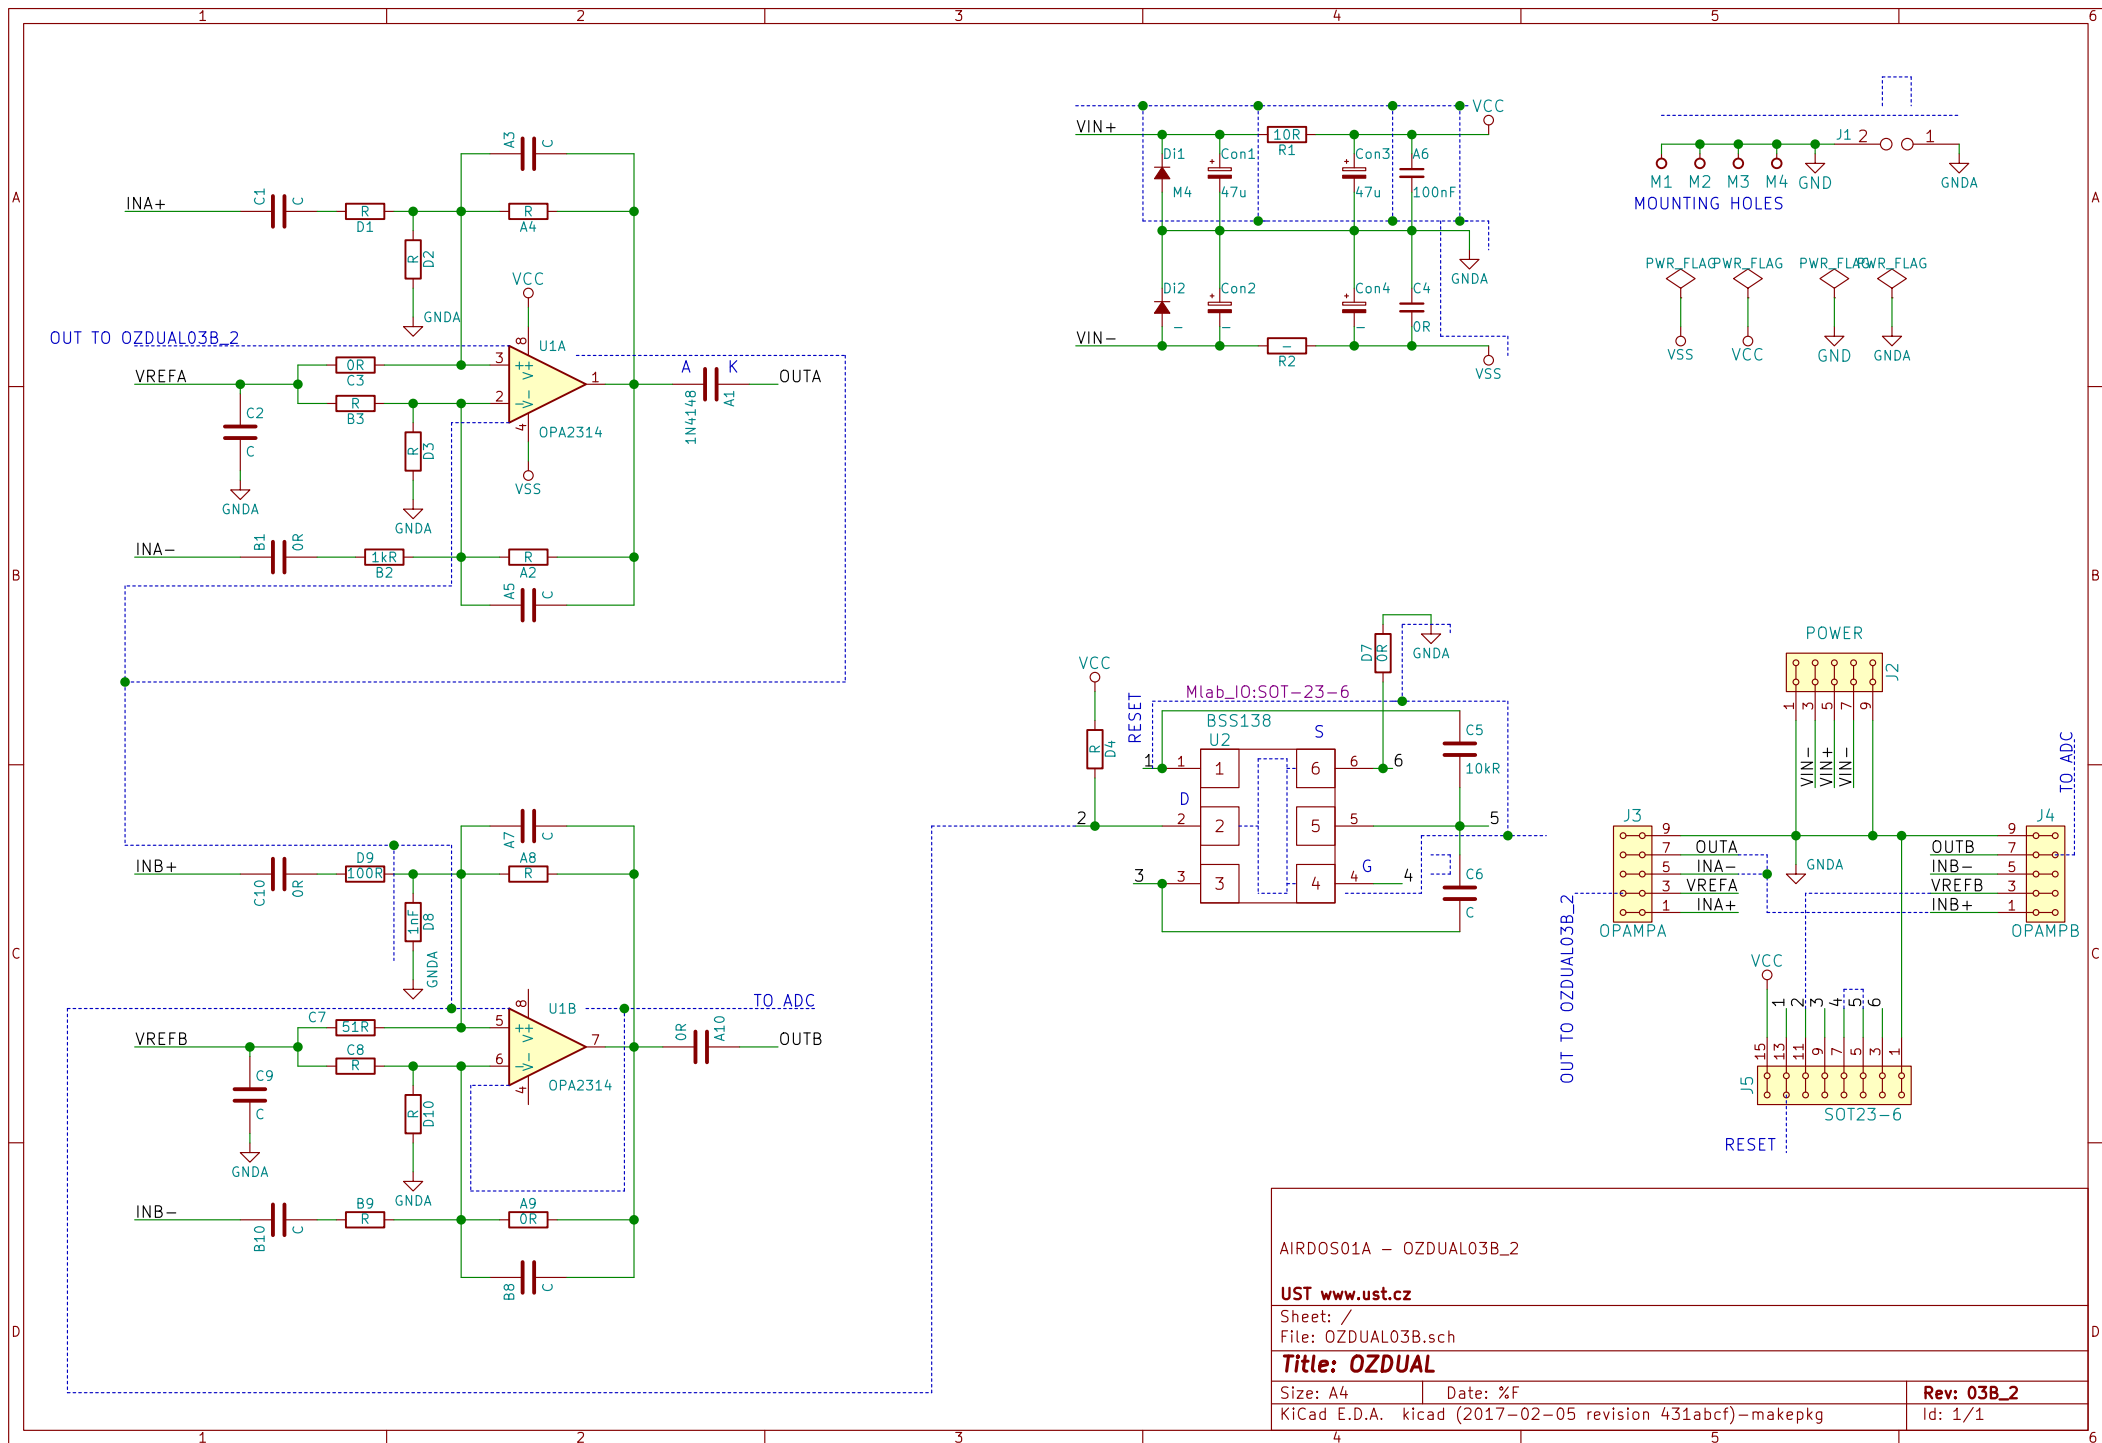 1 2 3 4 5 6
A
B
C
D
A3
C
C1
C
INA+
R
D1
R
A4
R
D2
VCC
GNDA
OUT TO OZDUAL03B_2
8
U1A
3
V+
0R
C3
VREFA
1
A K
OUTA
2
V-
R
B3
1N4148
A1
C2
C
4
OPA2314
R
D3
VSS
GNDA
GNDA
B1
0R
INA-
1kR
B2
R
A2
A5
C
A7
C
INB+
C10
0R
D9
100R
A8
R
1nF
D8
GNDA
8
U1B
TO ADC
C7
51R
5
V+
VREFB
7
0R
A10
OUTB
C8
R
6
V-
C9
C
4
OPA2314
R
D10
GNDA
GNDA
INB-
B10
C
B9
R
A9
0R
B8
C
VCC
VIN+
10R
R1
Di1
M4
Con1
47u
Con3
47u
A6
100nF
GNDA
Di2
-
Con2
-
Con4
-
C4
0R
VIN-
-
R2
VSS
J1 2 1
M1 M2 M3 M4 GND
GNDA
MOUNTING HOLES
PWR_FLAG PWR_FLAG PWR_FLAG PWR_FLAG
VSS VCC GND GNDA
D7
0R
GNDA
VCC
Mlab_IO:SOT-23-6
RESET
BSS138
U2
S
C5
10kR
R
D4
1 1 1
6 6 6
D
2 2 2
5 5 5
G
3 3 3
4 4 4
C6
C
POWER
J2
1 3 5 7 9
VIN- VIN+ VIN-
TO ADC
J3
9
7 OUTA
5 INA-
3 VREFA
1 INA+
OPAMPA
GNDA
J4
9
OUTB 7
INB- 5
VREFB 3
INB+ 1
OPAMPB
OUT TO OZDUAL03B_2
VCC
1 2 3 4 5 6
15 13 11 9 7 5 3 1
J5
SOT23-6
RESET
AIRDOS01A - OZDUAL03B_2
UST www.ust.cz
Sheet: /
File: OZDUAL03B.sch
Title: OZDUAL
Size: A4 Date: %F Rev: 03B_2
KiCad E.D.A. kicad (2017-02-05 revision 431abcf)-makepkg Id: 1/1
A
B
C
D
1 2 3 4 5 6